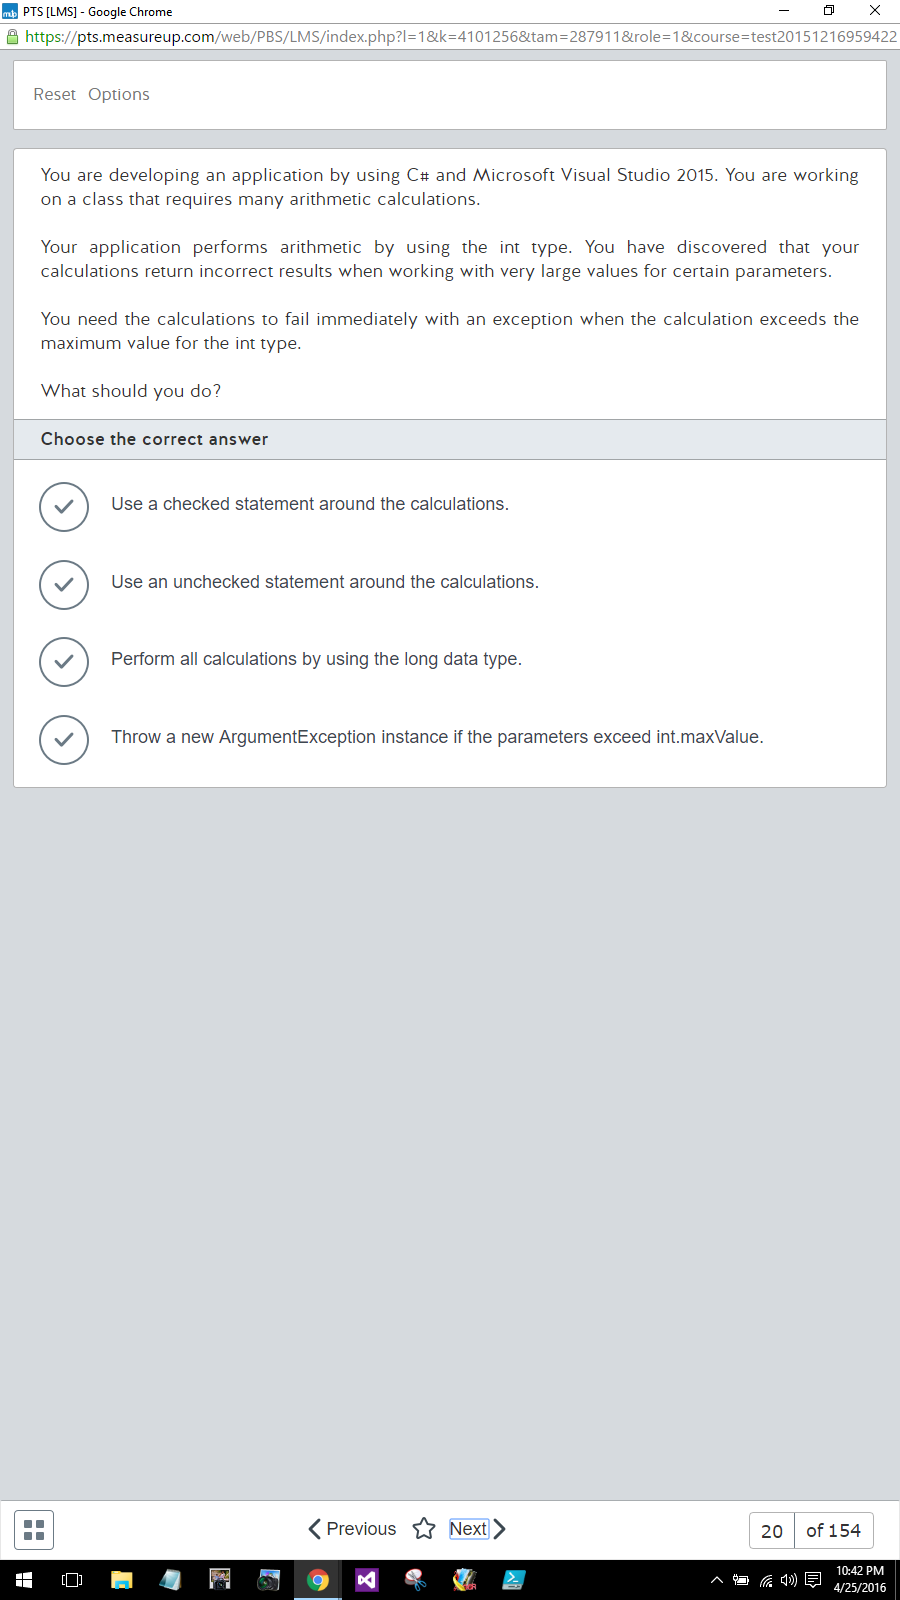 PTS [LMS] - Google Chrome
https://pts.measureup.com/web/PBS/LMS/index.php?l=1&k=4101256&tam=287911&role=1&course=test20151216959422
Reset Options
You are developing an application by using C# and Microsoft Visual Studio 2015. You are working
on a class that requires many arithmetic calculations.
Your application performs arithmetic by using the int type. You have discovered that your
calculations return incorrect results when working with very large values for certain parameters.
You need the calculations to fail immediately with an exception when the calculation exceeds the
maximum value for the int type.
What should you do?
Choose the correct answer
Use a checked statement around the calculations.
Use an unchecked statement around the calculations.
Perform all calculations by using the long data type.
Throw a new ArgumentException instance if the parameters exceed int.maxValue.
Previous Next
20 of 154
10:42 PM
4/25/2016